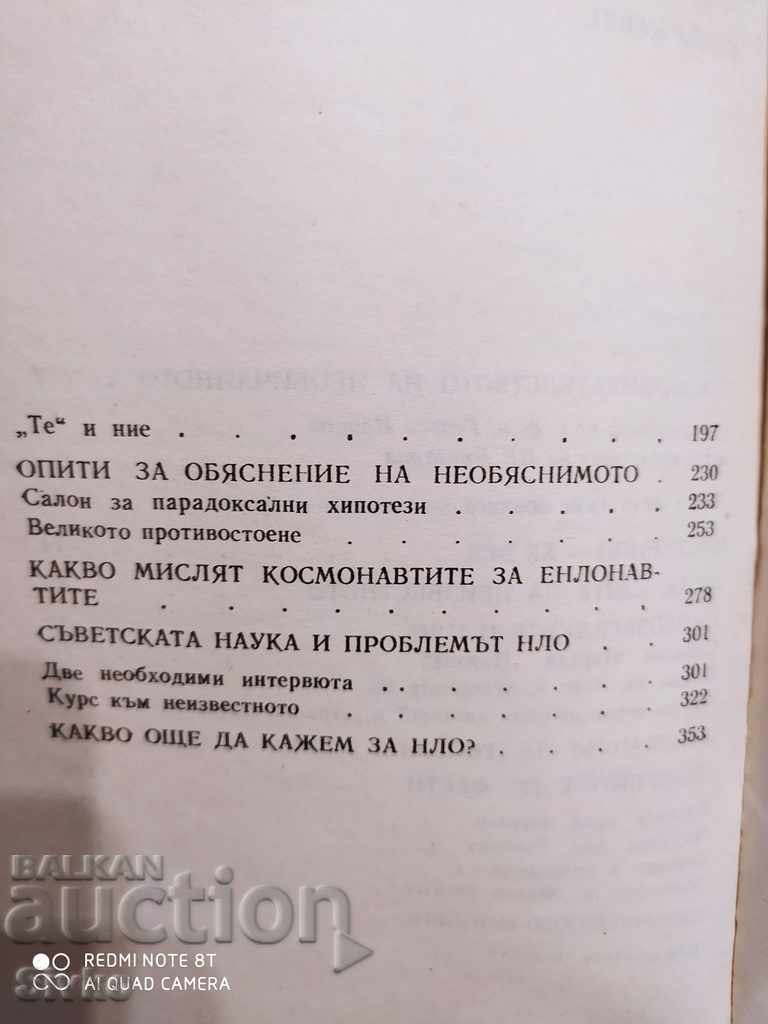 „Те“ и ние . . . . . . . . . . 197
ОПИТИ ЗА ОБЯСНЕНИЕ НА НЕОБЯСНИМОТО . 230
Салон за парадоксални хипотези . . . . . 233
Великото противостоене . . . . . . . 253
КАКВО МИСЛЯТ КОСМОНАВТИТЕ ЗА ЕНЛОНАВ-
ТИТЕ . . . . . . . . . . . 278
СЪВЕТСКАТА НАУКА И ПРОБЛЕМЪТ НЛО . . 301
Две необходими интервюта . . . . . . 301
Курс към неизвестното . . . . . . . 322
КАКВО ОЩЕ ДА КАЖЕМ ЗА НЛО? . . . . 353
BALKAN
auction
REDMI NOTE 8T
AI QUAD CAMERA